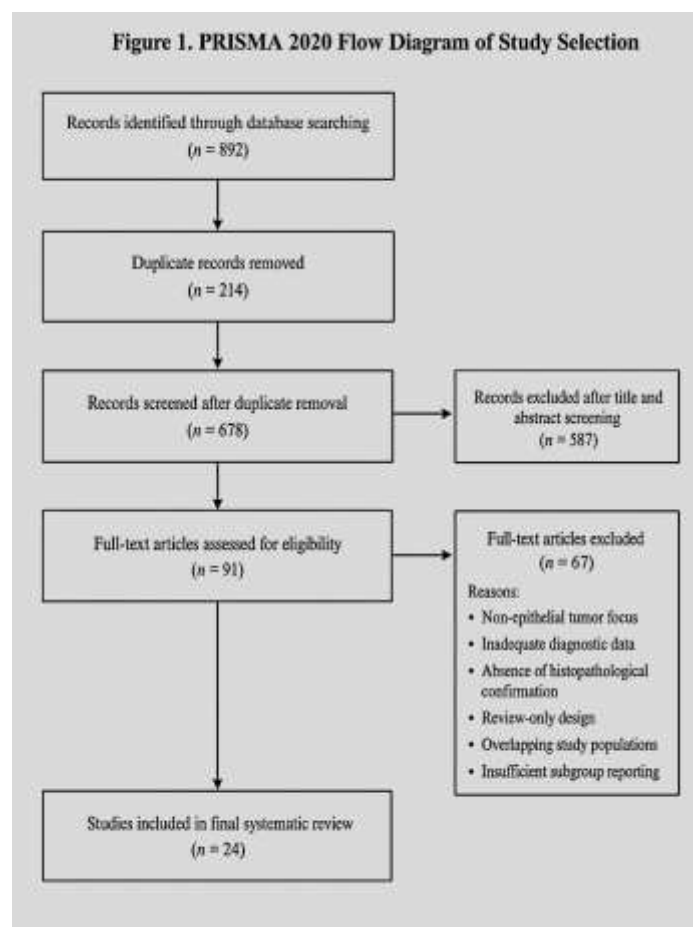 Figure 1. PRISMA 2020 Flow Diagram of Study Selection
Records identified through database searching
(n = 892)
Duplicate records removed
(n = 214)
Records screened after duplicate removal
(n = 678)
Records excluded after title and
abstract screening
(n = 587)
Full-text articles assessed for eligibility
(n = 91)
Full-text articles excluded
(n = 67)
Reasons:
• Non-epithelial tumor focus
• Inadequate diagnostic data
• Absence of histopathological
confirmation
• Review-only design
• Overlapping study populations
• Insufficient subgroup reporting
Studies included in final systematic review
(n = 24)